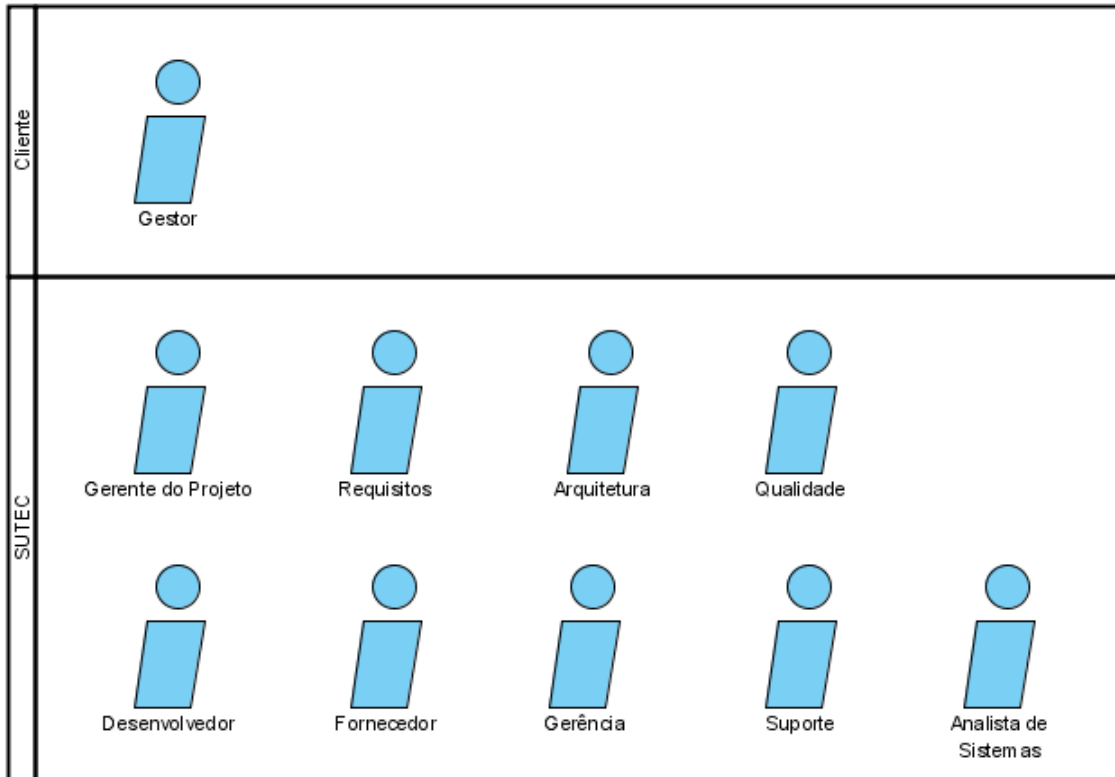 Cliente
Gestor
SUTEC
Gerente do Projeto
Requisitos
Arquitetura
Qualidade
Desenvolvedor
Fornecedor
Gerência
Suporte
Analista de
Sistemas